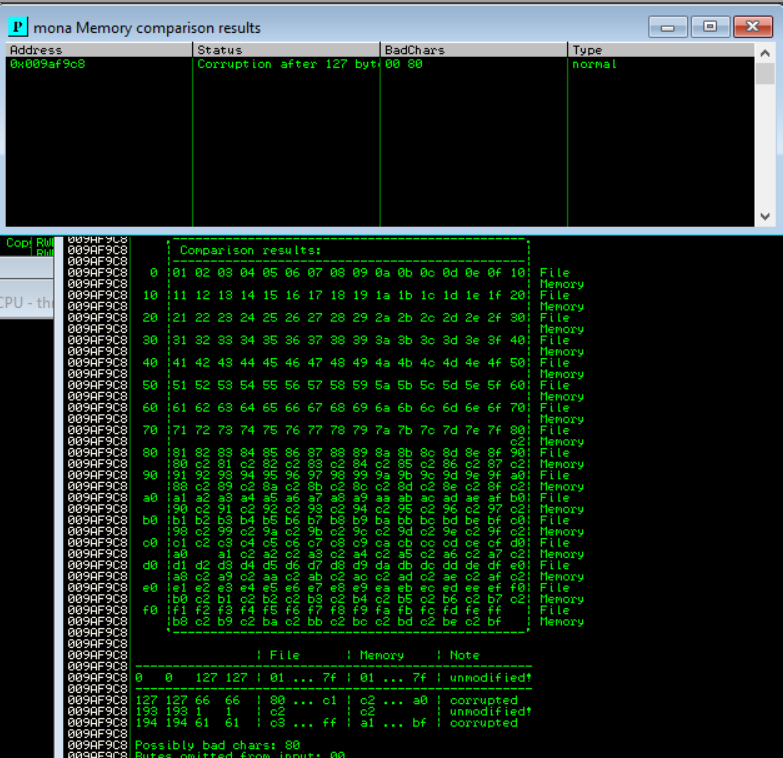 P mona Memory comparison results
Address Status BadChars Type
0x009af9c8 Corruption after 127 byt 00 80 normal
Cop RW
009AF9C8
009AF9C8 Comparison results:
009AF9C8
009AF9C8 0 01 02 03 04 05 06 07 08 09 0a 0b 0c 0d 0e 0f 10 File
009AF9C8 Memory
009AF9C8 10 11 12 13 14 15 16 17 18 19 1a 1b 1c 1d 1e 1f 20 File
CPU - thr
009AF9C8 Memory
009AF9C8 20 21 22 23 24 25 26 27 28 29 2a 2b 2c 2d 2e 2f 30 File
009AF9C8 Memory
009AF9C8 30 31 32 33 34 35 36 37 38 39 3a 3b 3c 3d 3e 3f 40 File
009AF9C8 Memory
009AF9C8 40 41 42 43 44 45 46 47 48 49 4a 4b 4c 4d 4e 4f 50 File
009AF9C8 Memory
009AF9C8 50 51 52 53 54 55 56 57 58 59 5a 5b 5c 5d 5e 5f 60 File
009AF9C8 Memory
009AF9C8 60 61 62 63 64 65 66 67 68 69 6a 6b 6c 6d 6e 6f 70 File
009AF9C8 Memory
009AF9C8 70 71 72 73 74 75 76 77 78 79 7a 7b 7c 7d 7e 7f 80 File
009AF9C8 c2 Memory
009AF9C8 80 81 82 83 84 85 86 87 88 89 8a 8b 8c 8d 8e 8f 90 File
009AF9C8 80 c2 81 c2 82 c2 83 c2 84 c2 85 c2 86 c2 87 c2 Memory
009AF9C8 90 91 92 93 94 95 96 97 98 99 9a 9b 9c 9d 9e 9f a0 File
009AF9C8 88 c2 89 c2 8a c2 8b c2 8c c2 8d c2 8e c2 8f c2 Memory
009AF9C8 a0 a1 a2 a3 a4 a5 a6 a7 a8 a9 aa ab ac ad ae af b0 File
009AF9C8 90 c2 91 c2 92 c2 93 c2 94 c2 95 c2 96 c2 97 c2 Memory
009AF9C8 b0 b1 b2 b3 b4 b5 b6 b7 b8 b9 ba bb bc bd be bf c0 File
009AF9C8 98 c2 99 c2 9a c2 9b c2 9c c2 9d c2 9e c2 9f c2 Memory
009AF9C8 c0 c1 c2 c3 c4 c5 c6 c7 c8 c9 ca cb cc cd ce cf d0 File
009AF9C8 a0 a1 c2 a2 c2 a3 c2 a4 c2 a5 c2 a6 c2 a7 c2 Memory
009AF9C8 d0 d1 d2 d3 d4 d5 d6 d7 d8 d9 da db dc dd de df e0 File
009AF9C8 a8 c2 a9 c2 aa c2 ab c2 ac c2 ad c2 ae c2 af c2 Memory
009AF9C8 e0 e1 e2 e3 e4 e5 e6 e7 e8 e9 ea eb ec ed ee ef f0 File
009AF9C8 b0 c2 b1 c2 b2 c2 b3 c2 b4 c2 b5 c2 b6 c2 b7 c2 Memory
009AF9C8 f0 f1 f2 f3 f4 f5 f6 f7 f8 f9 fa fb fc fd fe ff File
009AF9C8 b8 c2 b9 c2 ba c2 bb c2 bc c2 bd c2 be c2 bf Memory
009AF9C8
009AF9C8
009AF9C8 | File | Memory | Note
009AF9C8
009AF9C8 0 0 127 127 | 01 ... 7f | 01 ... 7f | unmodified!
009AF9C8
009AF9C8 127 127 66 66 | 80 ... c1 | c2 ... a0 | corrupted
009AF9C8 193 193 1 1 | c2 | c2 | unmodified!
009AF9C8 194 194 61 61 | c3 ... ff | a1 ... bf | corrupted
009AF9C8
009AF9C8 Possibly bad chars: 80
009AF9C8 Bytes omitted from input: 00